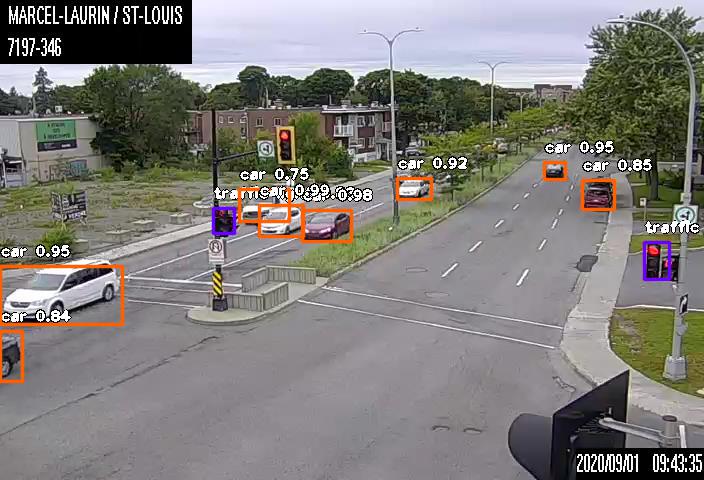 MARCEL-LAURIN / ST-LOUIS
7197-346
car 0.95
car 0.85
car 0.92
car 0.75
traffic
car 0.99
0.98
traffic
car 0.95
car 0.84
2020/09/01 09:43:35